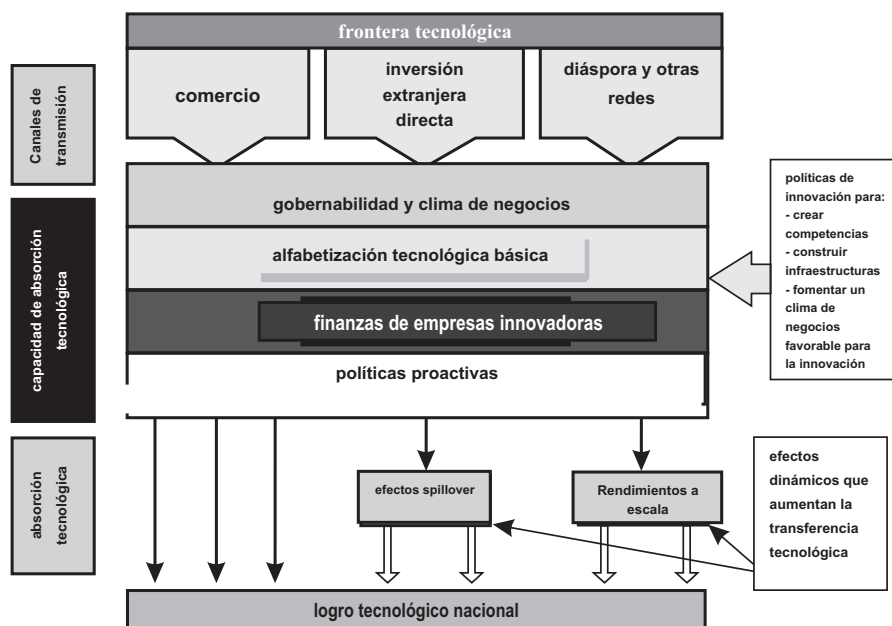 frontera tecnológica
Canales de
transmisión
comercio
inversión
extranjera
directa
diáspora y otras
redes
capacidad de absorción
tecnológica
gobernabilidad y clima de negocios
alfabetización tecnológica básica
finanzas de empresas innovadoras
políticas proactivas
políticas de
innovación para:
- crear
competencias
- construir
infraestructuras
- fomentar un
clima de
negocios
favorable para
la innovación
absorción
tecnológica
efectos spillover
Rendimientos a
escala
efectos
dinámicos que
aumentan la
transferencia
tecnológica
logro tecnológico nacional